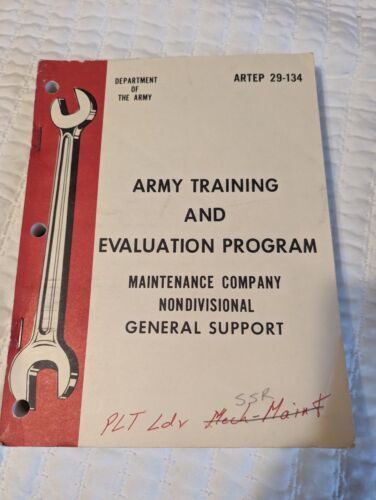 DEPARTMENT
OF
THE ARMY
ARTEP 29-134
ARMY TRAINING
AND
EVALUATION PROGRAM
MAINTENANCE COMPANY
NONDIVISIONAL
GENERAL SUPPORT
SSR
PLT Ldr Mech-Maint